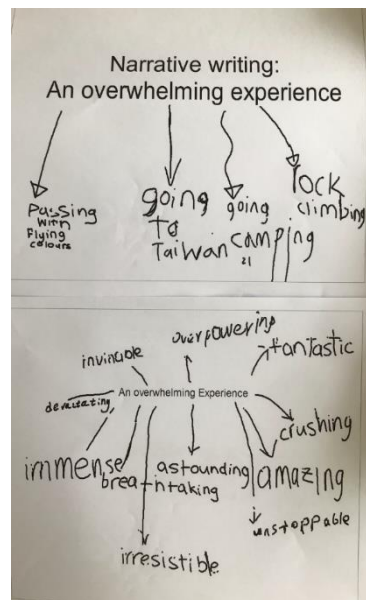 Narrative writing:
An overwhelming experience
Passing
with
Flying
colours
going
to
Taiwan
going
camping
21
rock
climbing
overpowering
invincible
fantastic
devastating
An overwhelming Experience
crushing
immense
breathtaking
astounding
amazing
unstoppable
irresistible